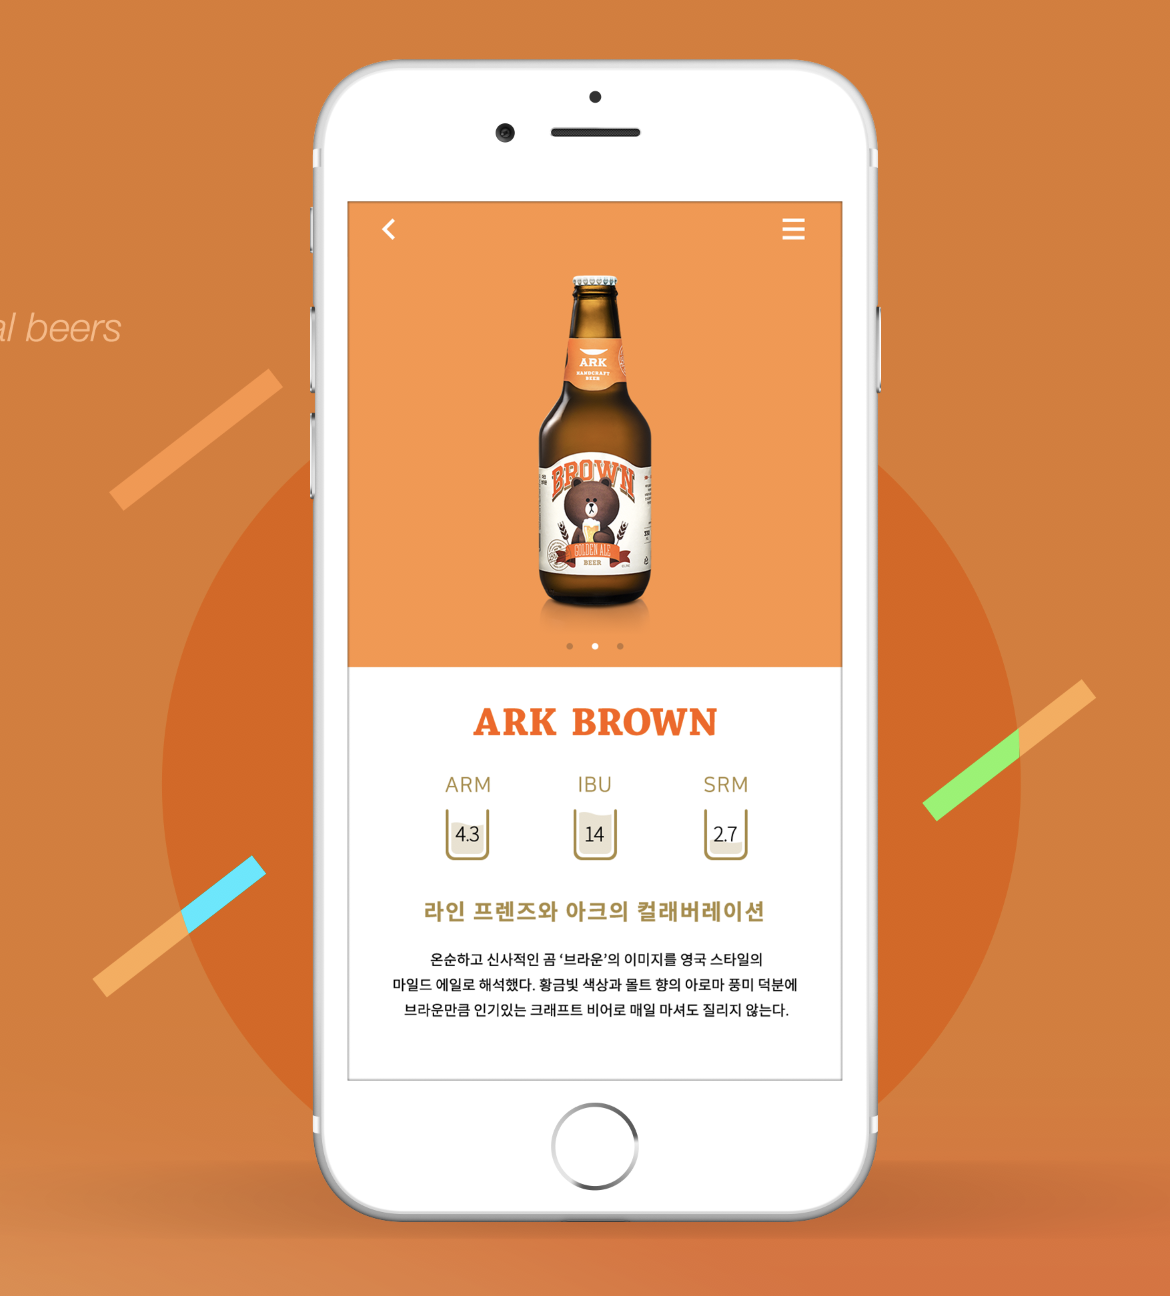 al beers
ARK
HANDCRAFT
BEER
BROWN
GOLDEN ALE
BEER
ARK BROWN
ARM IBU SRM
4.3 14 2.7
라인 프렌즈와 아크의 컬래버레이션
온순하고 신사적인 곰 ‘브라운’의 이미지를 영국 스타일의
마일드 에일로 해석했다. 황금빛 색상과 몰트 향의 아로마 풍미 덕분에
브라운만큼 인기있는 크래프트 비어로 매일 마셔도 질리지 않는다.